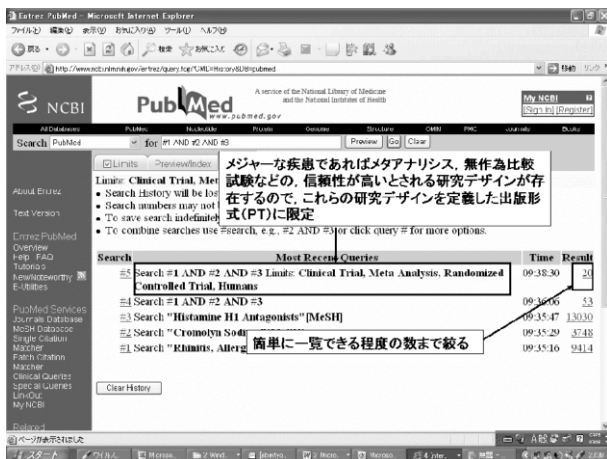 Entrez PubMed - Microsoft Internet Explorer
ファイル(F) 編集(E) 表示(V) お気に入り(A) ツール(T) ヘルプ(H)
戻る 検索 お気に入り
アドレス(D) 移動 リンク
NCBI
PubMed
www.pubmed.gov
A service of the National Library of Medicine
and the National Institutes of Health
My NCBI
[Sign In] [Register]
All Databases PubMed Nucleotide Protein Genome Structure OMIM PMC Journals Books
Search PubMed for #1 AND #2 AND #3 Preview Go Clear
Limits Preview/Index
メジャーな疾患であればメタアナリシス，無作為比較
試験などの，信頼性が高いとされる研究デザインが存
在するので，これらの研究デザインを定義した出版形
式(PT)に限定
Limits: Clinical Trial, Met
Search History will be los
Search numbers may not
To save search indefinitely
To combine searches use #search, e.g., #2 AND #3 or click query # for more options.
About Entrez
Text Version
Entrez PubMed
Overview
Help FAQ
Tutorials
New/Noteworthy
E-Utilities
PubMed Services
Journals Database
MeSH Database
Single Citation
Matcher
Batch Citation
Matcher
Clinical Queries
Special Queries
LinkOut
My NCBI
Related
Search Most Recent Queries Time Result
#5 Search #1 AND #2 AND #3 Limits: Clinical Trial, Meta Analysis, Randomized 09:38:30 20
Controlled Trial, Humans
#4 Search #1 AND #2 AND #3 09:36:06 53
#3 Search "Histamine H1 Antagonists"[MeSH] 09:35:47 13030
#2 Search "Cromolyn Sodi 09:35:29 3748
#1 Search "Rhinitis, Allerg 09:35:16 9414
簡単に一覧できる程度の数まで絞る
Clear History
ページが表示されました
スタート